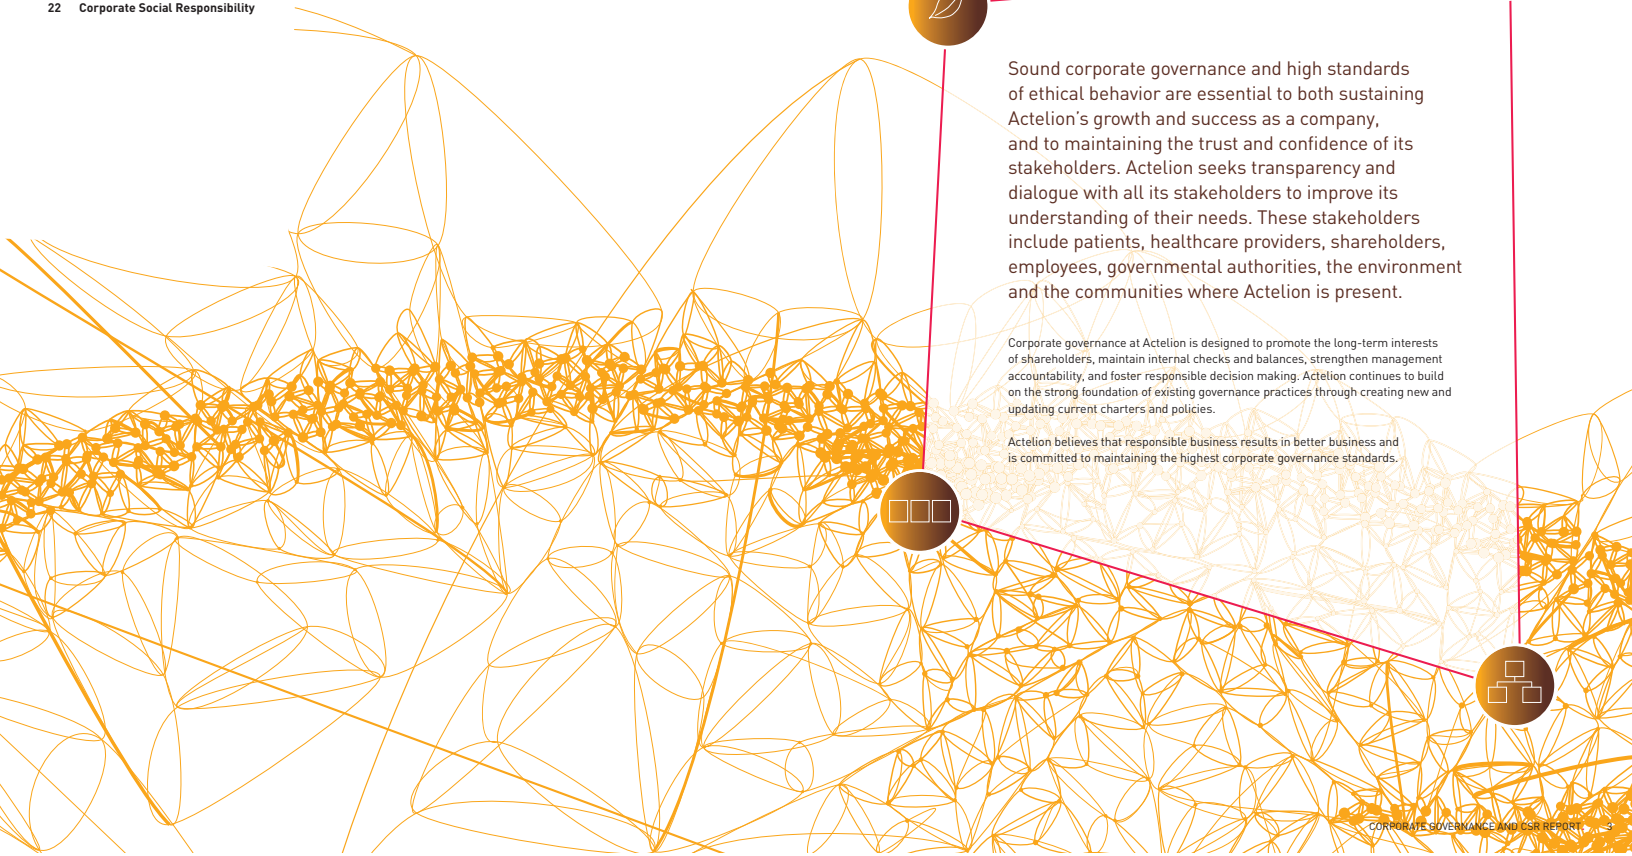 22 Corporate Social Responsibility
Sound corporate governance and high standards
of ethical behavior are essential to both sustaining
Actelion’s growth and success as a company,
and to maintaining the trust and confidence of its
stakeholders. Actelion seeks transparency and
dialogue with all its stakeholders to improve its
understanding of their needs. These stakeholders
include patients, healthcare providers, shareholders,
employees, governmental authorities, the environment
and the communities where Actelion is present.
Corporate governance at Actelion is designed to promote the long-term interests
of shareholders, maintain internal checks and balances, strengthen management
accountability, and foster responsible decision making. Actelion continues to build
on the strong foundation of existing governance practices through creating new and
updating current charters and policies.
Actelion believes that responsible business results in better business and
is committed to maintaining the highest corporate governance standards.
CORPORATE GOVERNANCE AND CSR REPORT 3